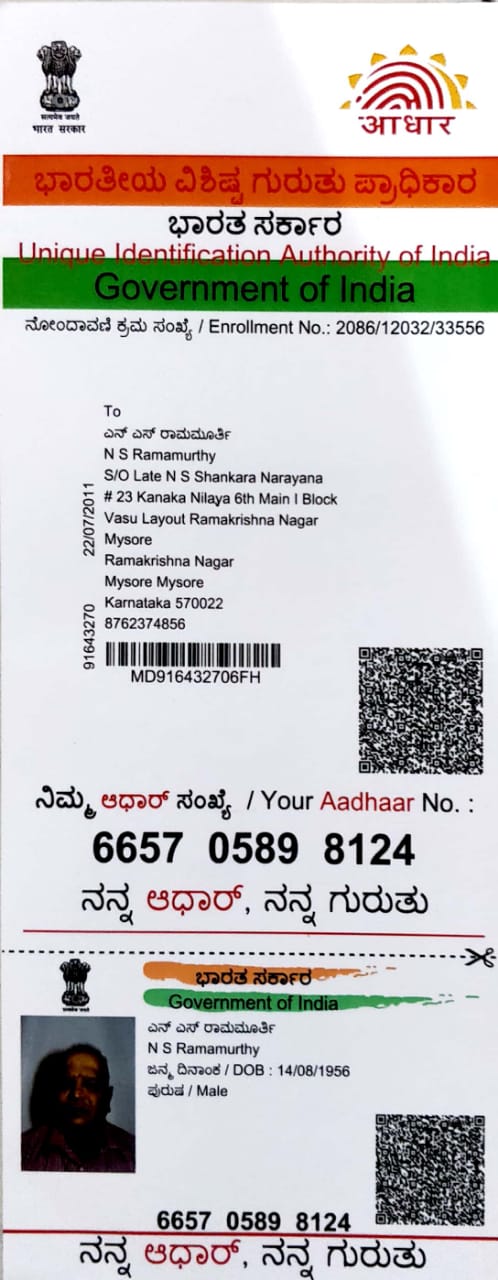 सत्यमेव जयते
भारत सरकार
आधार
ಭಾರತೀಯ ವಿಶಿಷ್ಟ ಗುರುತು ಪ್ರಾಧಿಕಾರ
ಭಾರತ ಸರ್ಕಾರ
Unique Identification Authority of India
Government of India
ನೋಂದಾವಣಿ ಕ್ರಮ ಸಂಖ್ಯೆ / Enrollment No.: 2086/12032/33556
To
ಎನ್ ಎಸ್ ರಾಮಮೂರ್ತಿ
N S Ramamurthy
S/O Late N S Shankara Narayana
# 23 Kanaka Nilaya 6th Main I Block
Vasu Layout Ramakrishna Nagar
Mysore
Ramakrishna Nagar
Mysore Mysore
Karnataka 570022
8762374856
22/07/2011
91643270
MD916432706FH
ನಿಮ್ಮ ಆಧಾರ್ ಸಂಖ್ಯೆ / Your Aadhaar No. :
6657 0589 8124
ನನ್ನ ಆಧಾರ್, ನನ್ನ ಗುರುತು
ಭಾರತ ಸರ್ಕಾರ
Government of India
ಎನ್ ಎಸ್ ರಾಮಮೂರ್ತಿ
N S Ramamurthy
ಜನ್ಮ ದಿನಾಂಕ / DOB : 14/08/1956
ಪುರುಷ / Male
6657 0589 8124
ನನ್ನ ಆಧಾರ್, ನನ್ನ ಗುರುತು